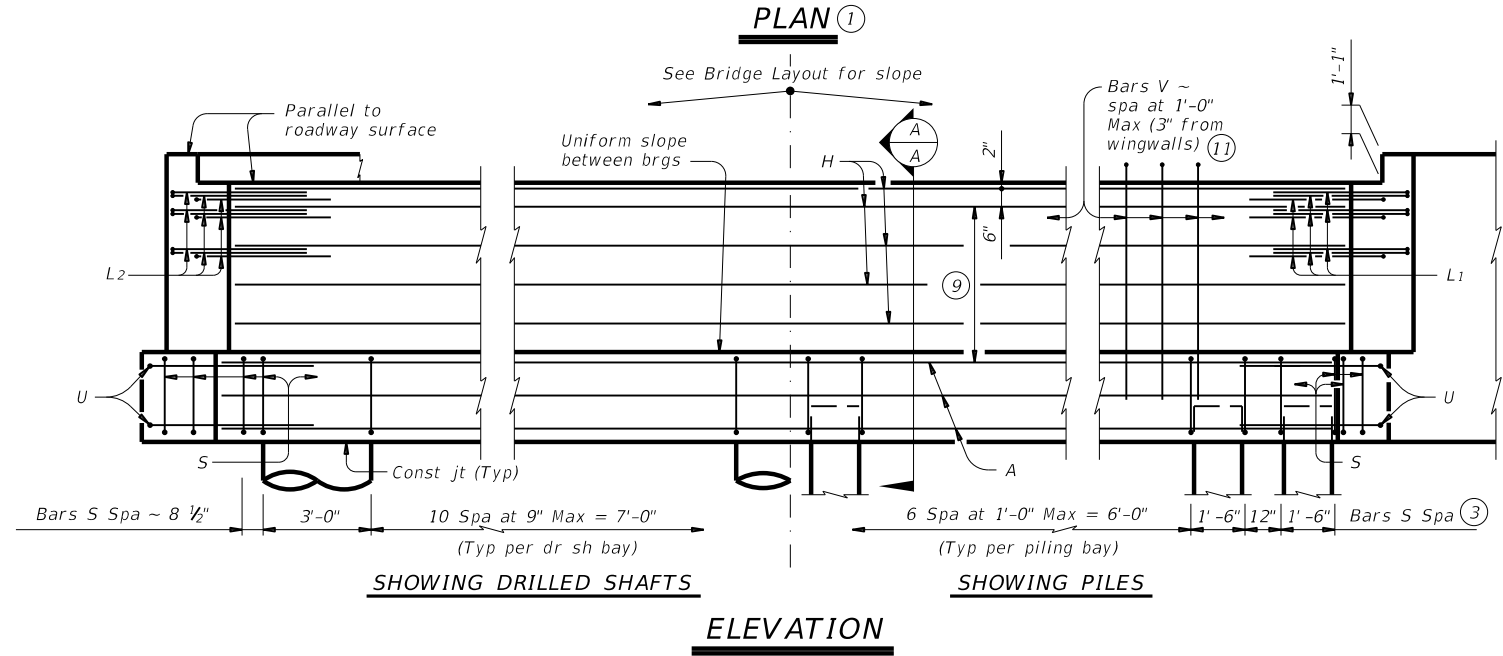 PLAN 1
See Bridge Layout for slope
1'-1"
Parallel to
roadway surface
Uniform slope
between brgs
H
A
A
2"
6"
Bars V ~
spa at 1'-0"
Max (3" from
wingwalls) 11
L2
9
L1
U
U
S
Const jt (Typ)
A
S
Bars S Spa ~ 8 ½"
3'-0"
10 Spa at 9" Max = 7'-0"
(Typ per dr sh bay)
6 Spa at 1'-0" Max = 6'-0"
(Typ per piling bay)
1' -6"
12"
1' -6"
Bars S Spa 3
SHOWING DRILLED SHAFTS
SHOWING PILES
ELEVATION